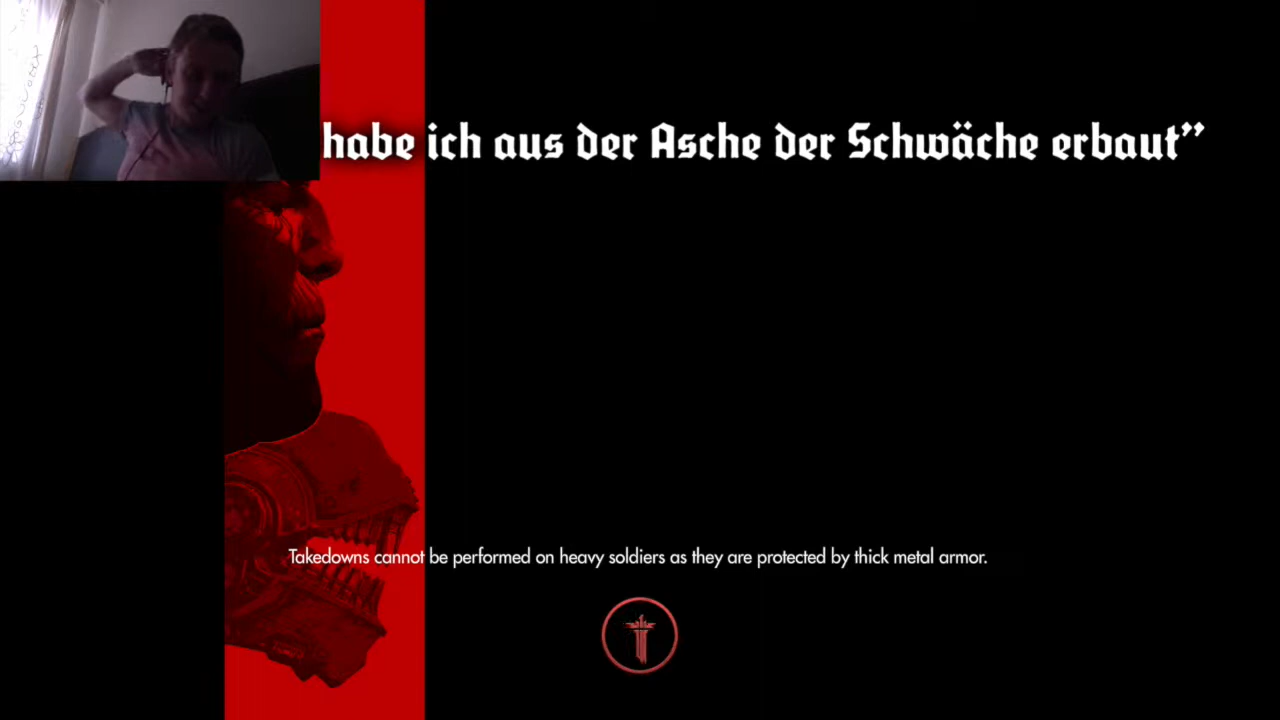 habe ich aus der Asche der Schwäche erbaut”
Takedowns cannot be performed on heavy soldiers as they are protected by thick metal armor.